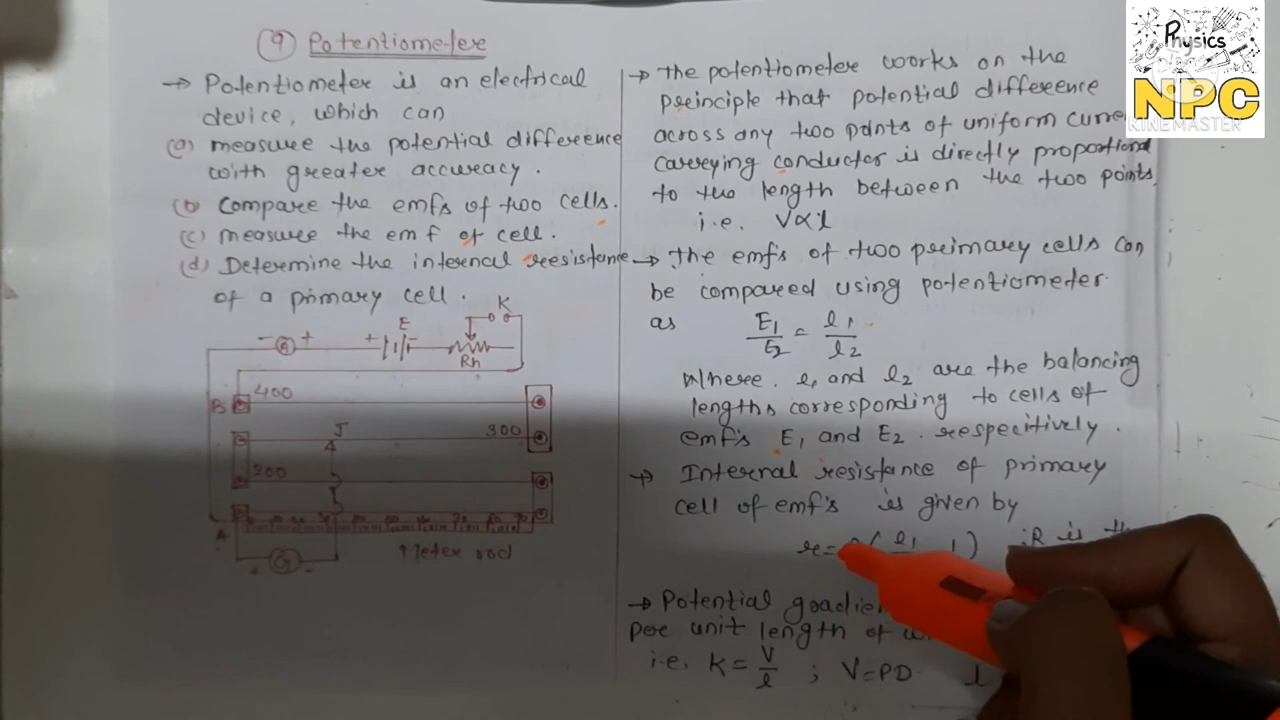 (9) Potentiometer
→ Potentiometer is an electrical
device, which can
(a) measure the potential difference
with greater accuracy.
(b) Compare the emfs of two cells.
(c) measure the emf of cell.
(d) Determine the internal resistance
of a primary cell.
K
- A + + E
Rh
B 400
J 300
200
A
Meter rod
+ G -
→ the potentiometer works on the
principle that potential difference
across any two points of uniform
carrying conductor is directly proportional
to the length between the two points.
i.e. V∝l
→ the emf's of two primary cells can
be compared using potentiometer
as E1/E2 = l1/l2
Where. l1 and l2 are the balancing
lengths corresponding to cells of
emf's E1 and E2 . respectively.
→ Internal resistance of primary
cell of emf's is given by
r= ( l1 1) R is
→ Potential
per unit length of
i.e. K = V/l ; V=PD l
Physics
NPC
KINEMASTER